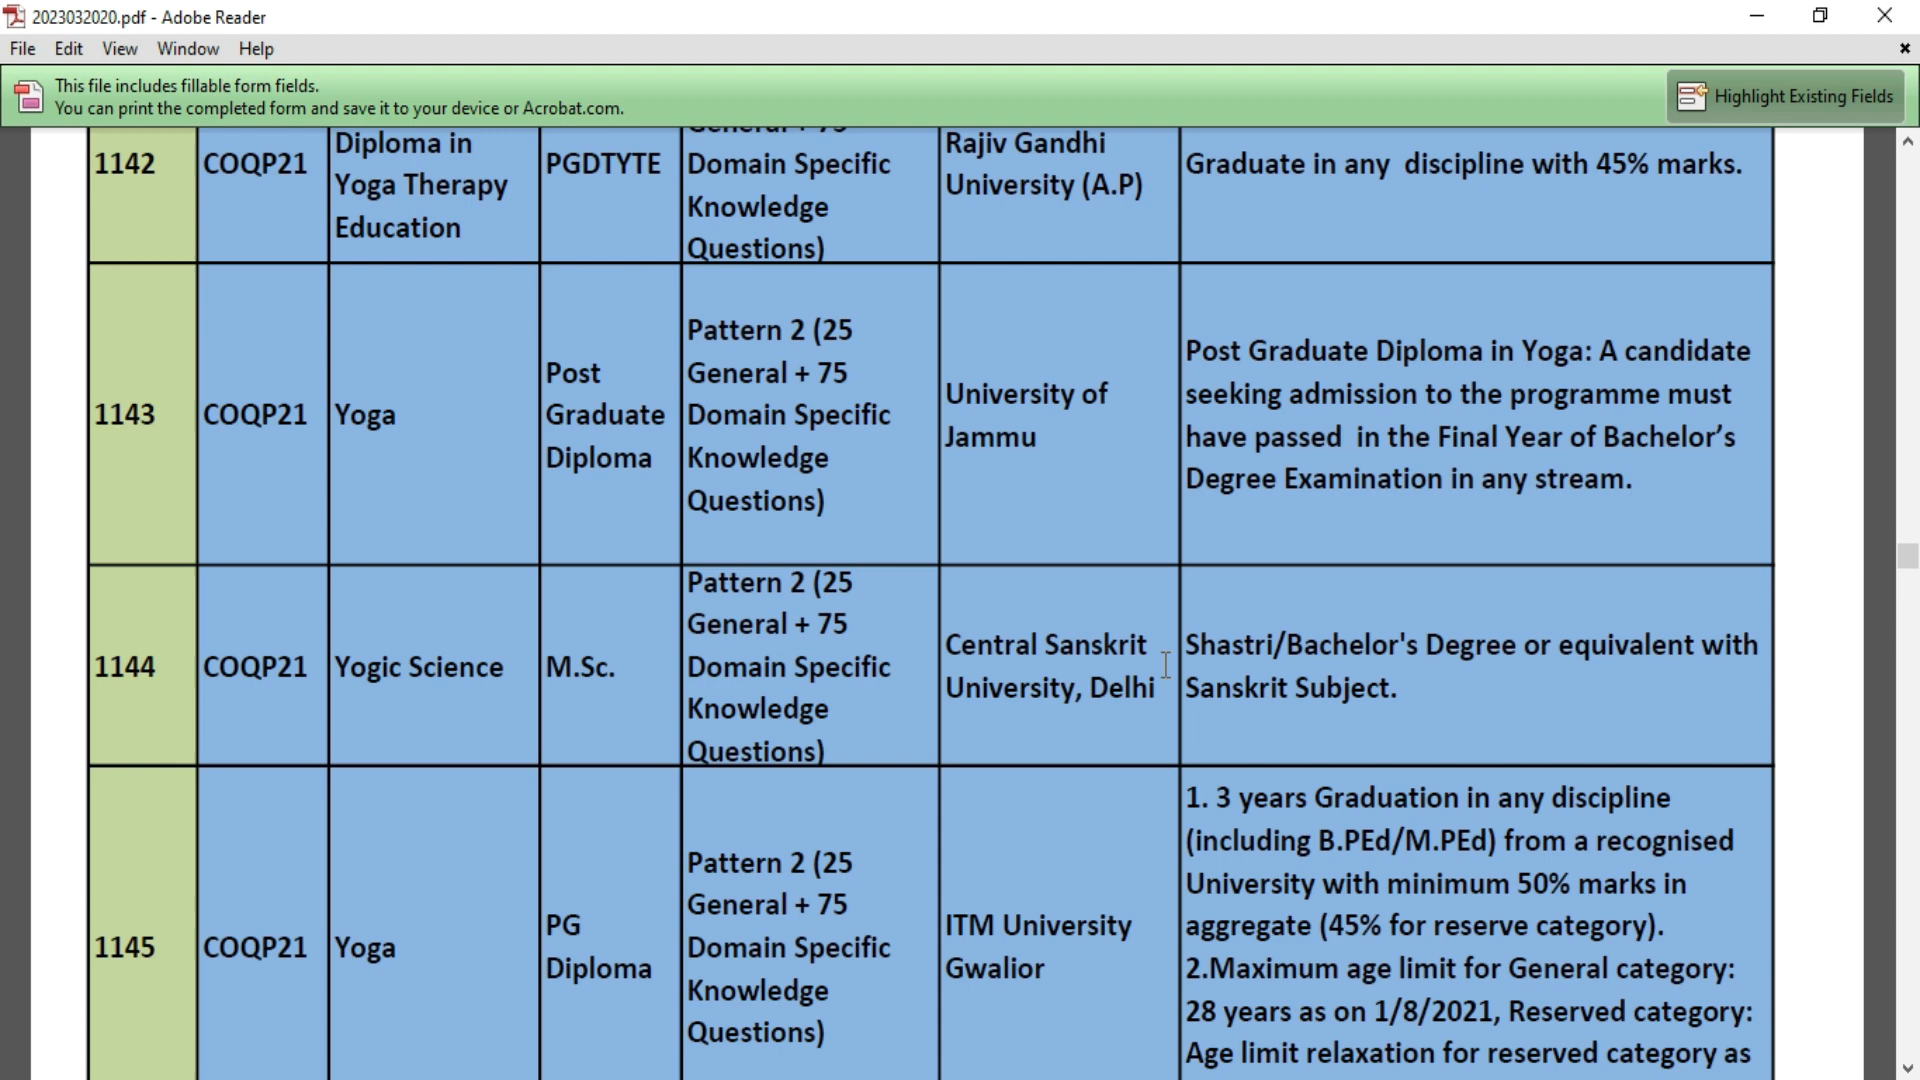 2023032020.pdf - Adobe Reader
File Edit View Window Help
This file includes fillable form fields.
You can print the completed form and save it to your device or Acrobat.com.
Highlight Existing Fields
1142
COQP21
Diploma in
Yoga Therapy
Education
PGDTYTE
General + 75
Domain Specific
Knowledge
Questions)
Rajiv Gandhi
University (A.P)
Graduate in any discipline with 45% marks.
1143
COQP21
Yoga
Post
Graduate
Diploma
Pattern 2 (25
General + 75
Domain Specific
Knowledge
Questions)
University of
Jammu
Post Graduate Diploma in Yoga: A candidate
seeking admission to the programme must
have passed in the Final Year of Bachelor’s
Degree Examination in any stream.
1144
COQP21
Yogic Science
M.Sc.
Pattern 2 (25
General + 75
Domain Specific
Knowledge
Questions)
Central Sanskrit
University, Delhi
Shastri/Bachelor's Degree or equivalent with
Sanskrit Subject.
1145
COQP21
Yoga
PG
Diploma
Pattern 2 (25
General + 75
Domain Specific
Knowledge
Questions)
ITM University
Gwalior
1. 3 years Graduation in any discipline
(including B.PEd/M.PEd) from a recognised
University with minimum 50% marks in
aggregate (45% for reserve category).
2.Maximum age limit for General category:
28 years as on 1/8/2021, Reserved category:
Age limit relaxation for reserved category as